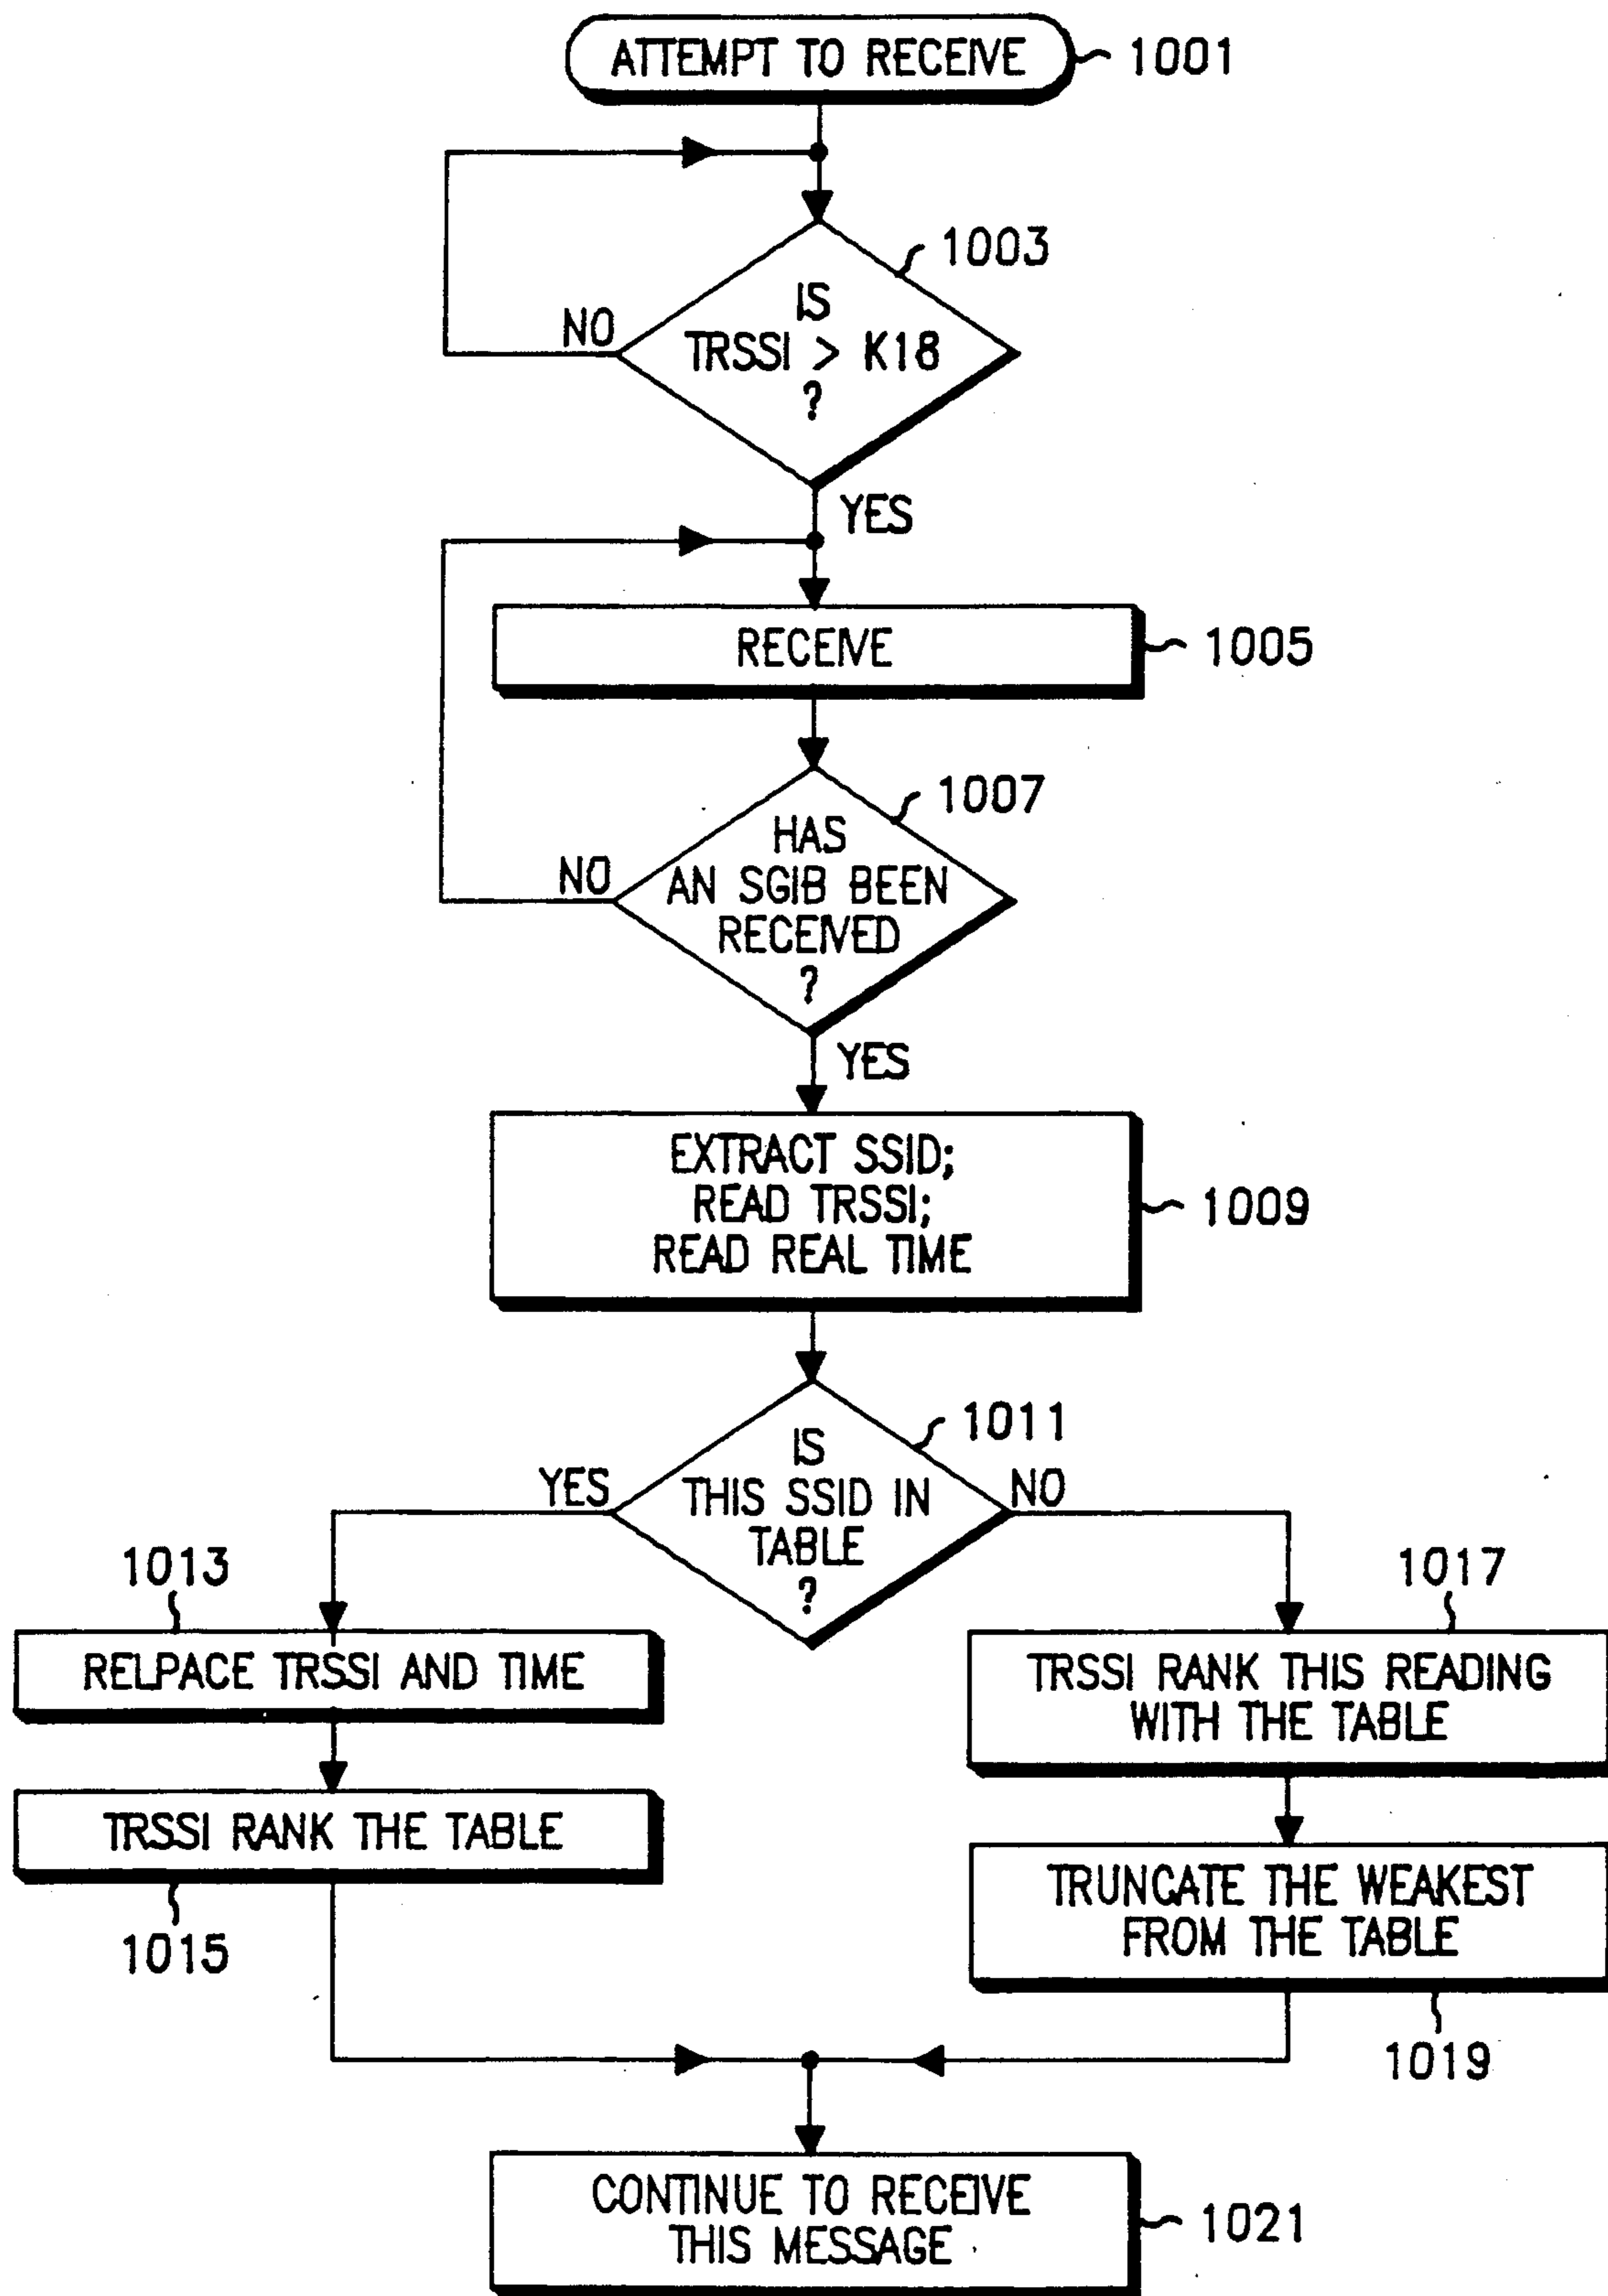 ATTEMPT TO RECEIVE
1001
1003
IS
TRSSI > K18
?
NO
YES
RECEIVE
1005
1007
HAS
AN SGIB BEEN
RECEIVED
?
NO
YES
EXTRACT SSID;
READ TRSSI;
READ REAL TIME
1009
1011
IS
THIS SSID IN
TABLE
?
YES
NO
1013
RELPACE TRSSI AND TIME
TRSSI RANK THE TABLE
1015
1017
TRSSI RANK THIS READING
WITH THE TABLE
TRUNCATE THE WEAKEST
FROM THE TABLE
1019
CONTINUE TO RECEIVE
THIS MESSAGE
1021